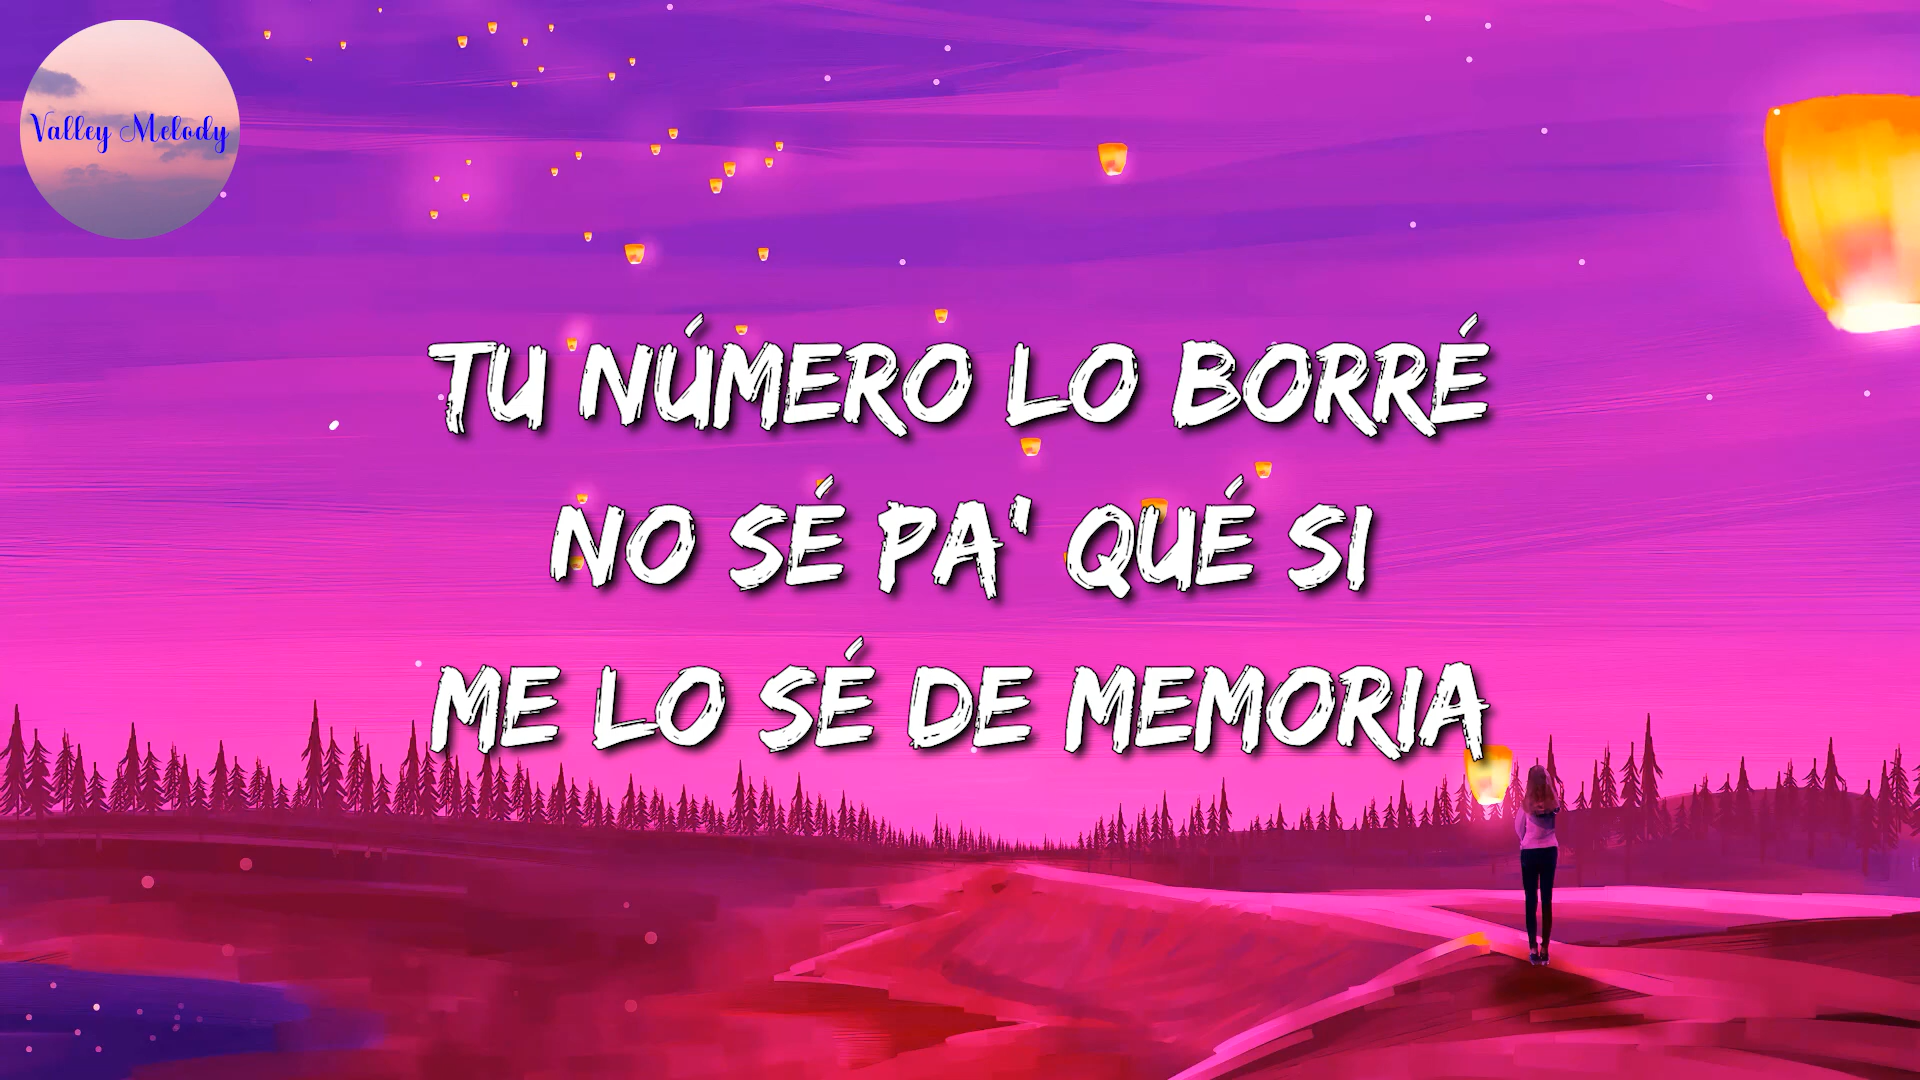 Valley Melody
TU NÚMERO LO BORRÉ
NO SÉ PA' QUÉ SI
ME LO SÉ DE MEMORIA